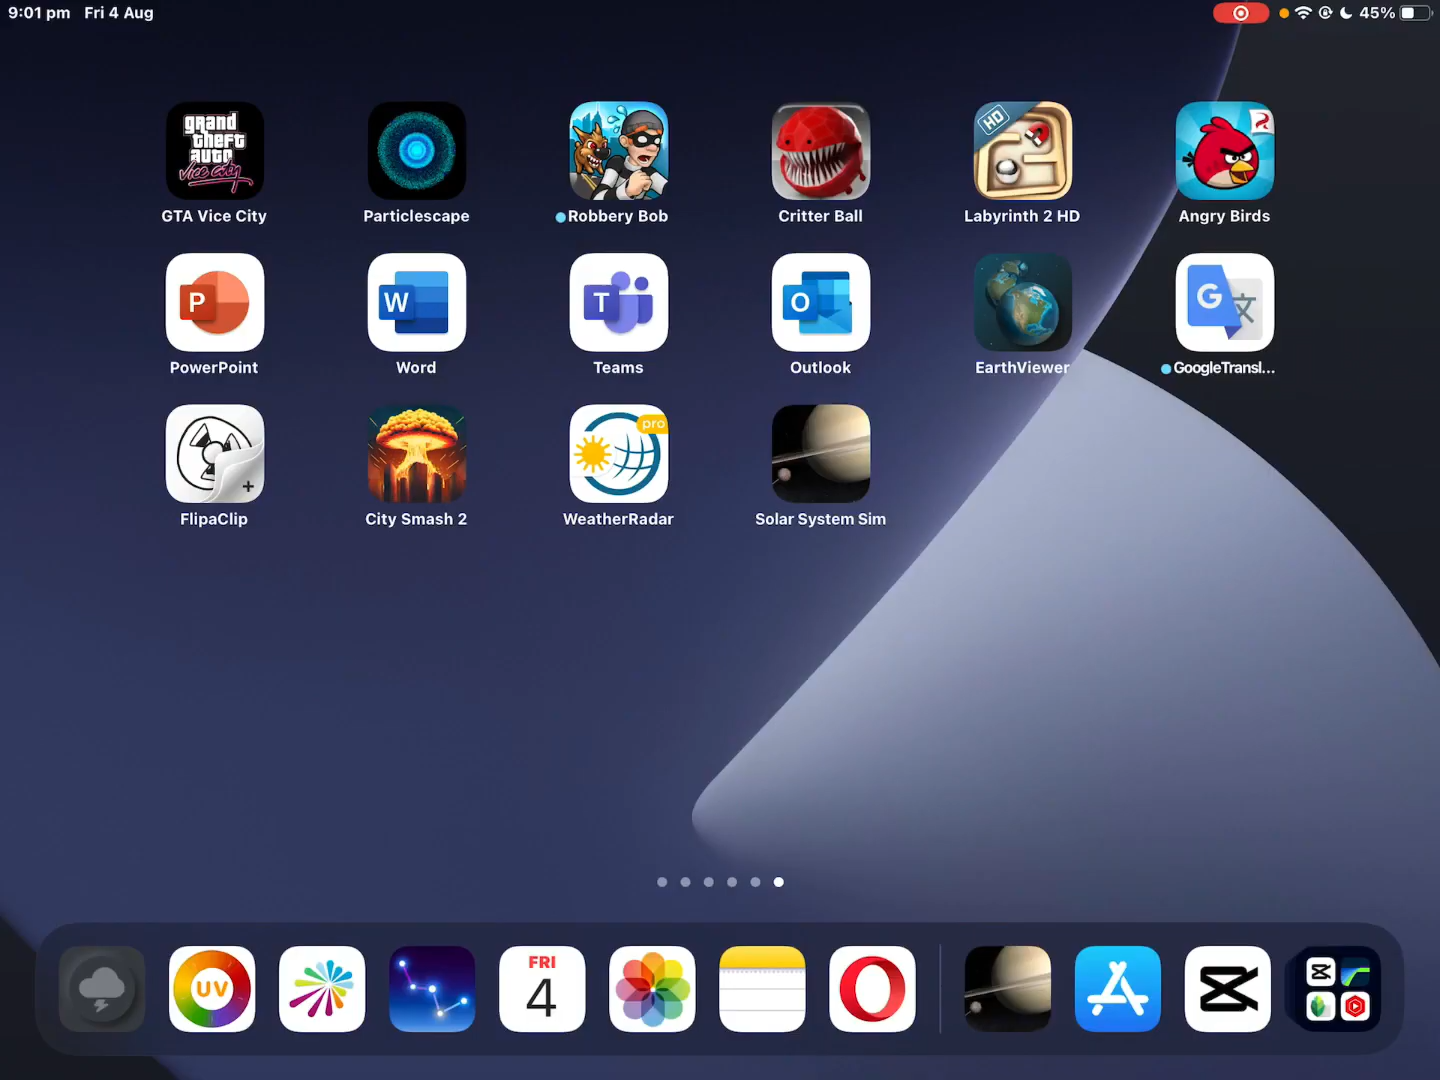 9:01 pm Fri 4 Aug 45%
grand
theft
auto
vice city
HD
GTA Vice City Particlescape Robbery Bob Critter Ball Labyrinth 2 HD Angry Birds
P W T O G 文
PowerPoint Word Teams Outlook EarthViewer GoogleTransl...
pro
FlipaClip City Smash 2 WeatherRadar Solar System Sim
UV FRI
4